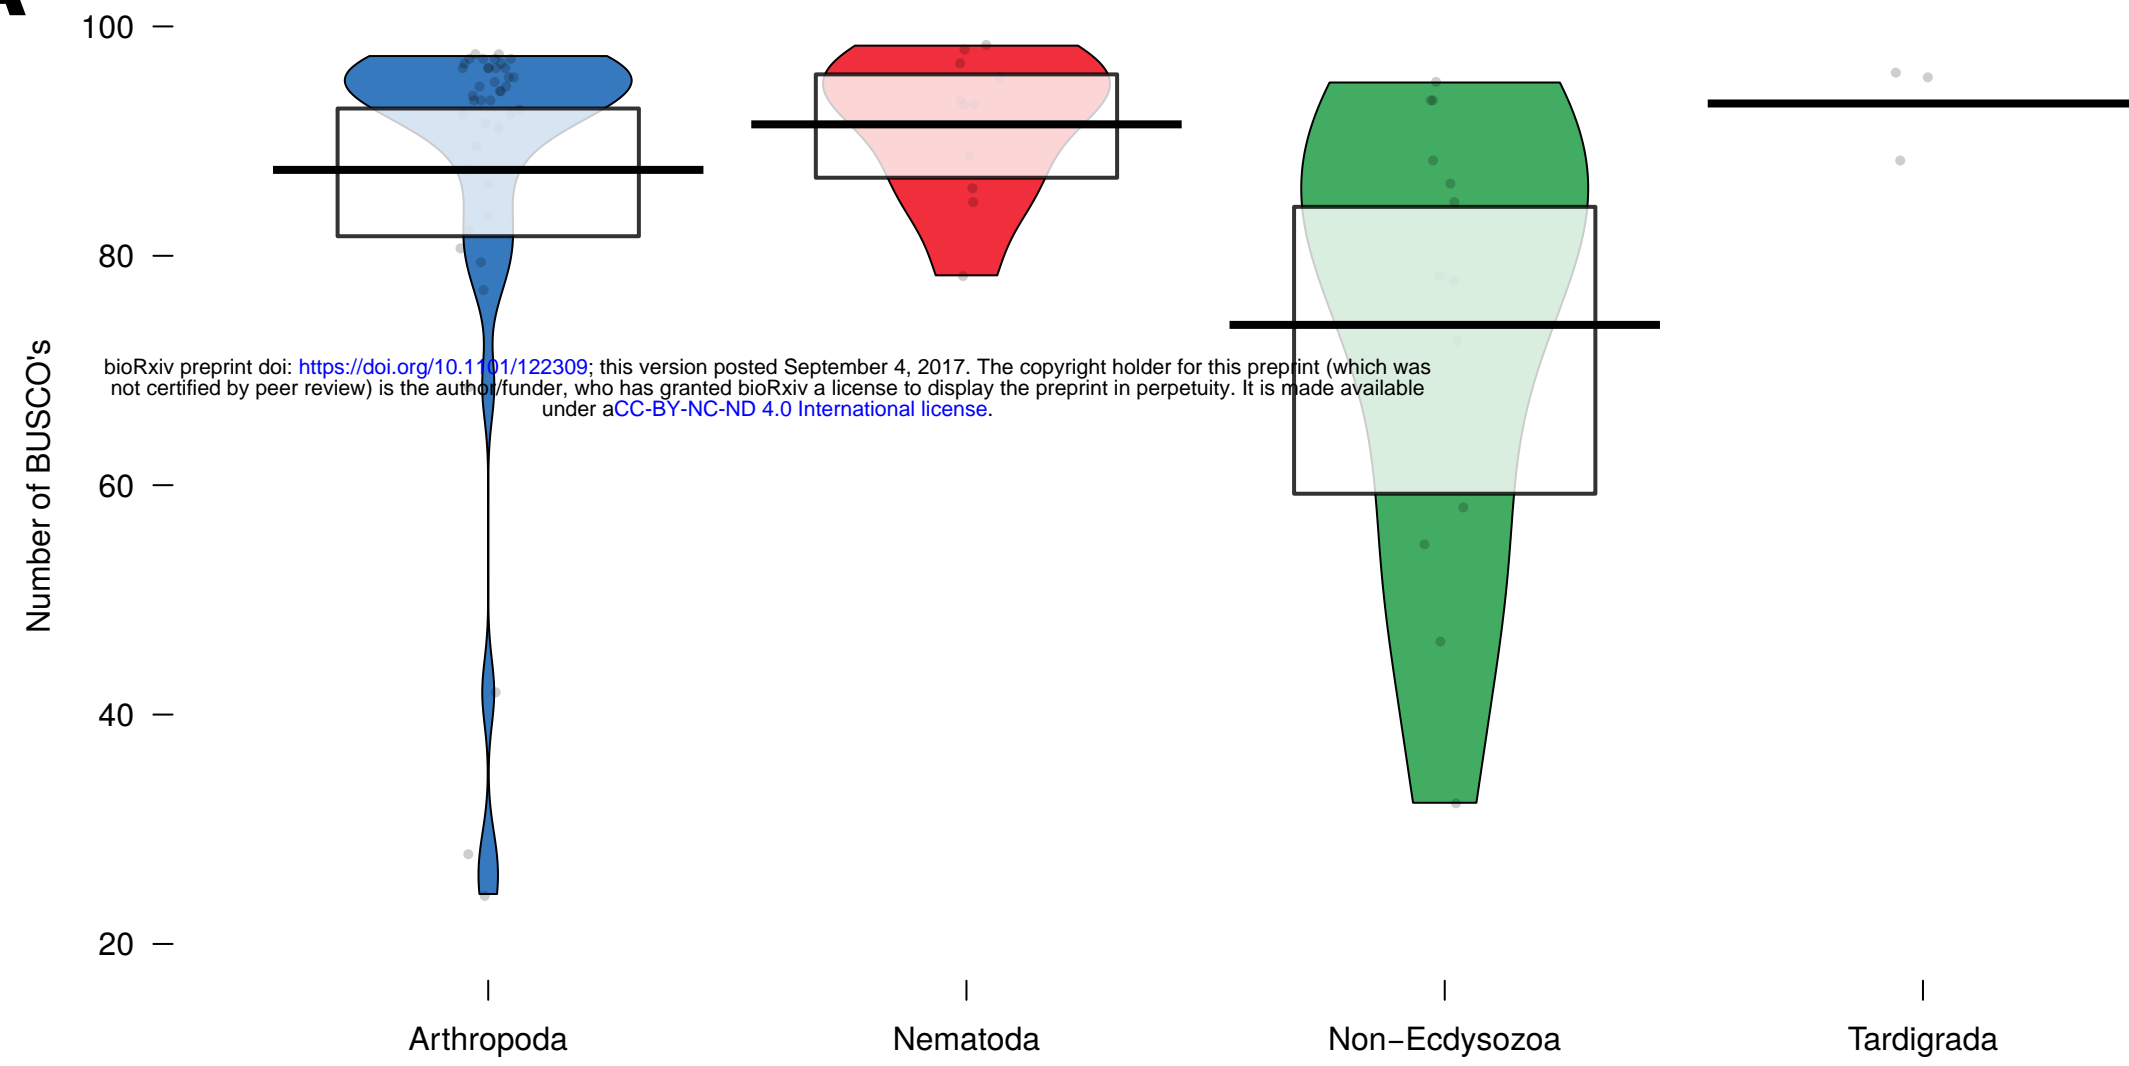 A
100
80
60
40
20
Number of BUSCO's
bioRxiv preprint doi: https://doi.org/10.1101/122309; this version posted September 4, 2017. The copyright holder for this preprint (which was
not certified by peer review) is the author/funder, who has granted bioRxiv a license to display the preprint in perpetuity. It is made available
under aCC-BY-NC-ND 4.0 International license.
Arthropoda
Nematoda
Non−Ecdysozoa
Tardigrada